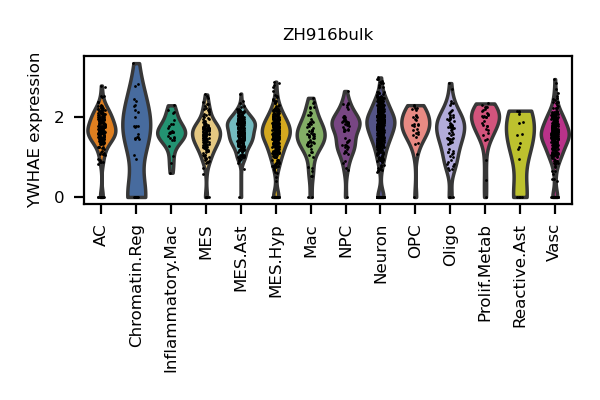 ZH916bulk
YWHAE expression
2
0
AC
Chromatin.Reg
Inflammatory.Mac
MES
MES.Ast
MES.Hyp
Mac
NPC
Neuron
OPC
Oligo
Prolif.Metab
Reactive.Ast
Vasc